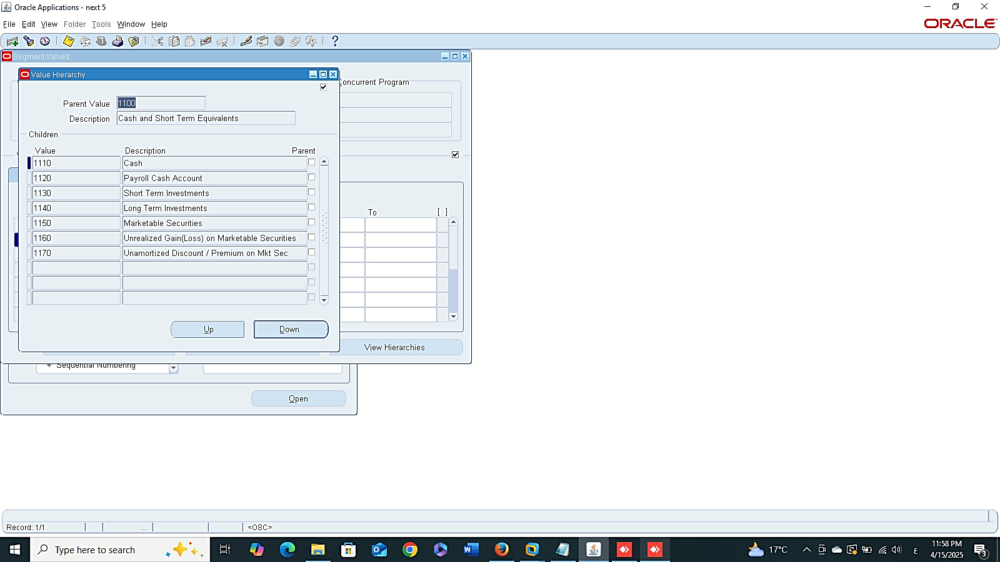 Oracle Applications - next 5
File Edit View Folder Tools Window Help
ORACLE
Segment Values
Value Hierarchy
Concurrent Program
Parent Value 1100
Description Cash and Short Term Equivalents
Children
Value Description Parent
1110 Cash
1120 Payroll Cash Account
1130 Short Term Investments
1140 Long Term Investments
1150 Marketable Securities
1160 Unrealized Gain(Loss) on Marketable Securities
1170 Unamortized Discount / Premium on Mkt Sec
To [ ]
Up Down
View Hierarchies
+ Sequential Numbering
Open
Record: 1/1 ... <OSC>
Type here to search
17°C
ع
11:58 PM
4/15/2025
3